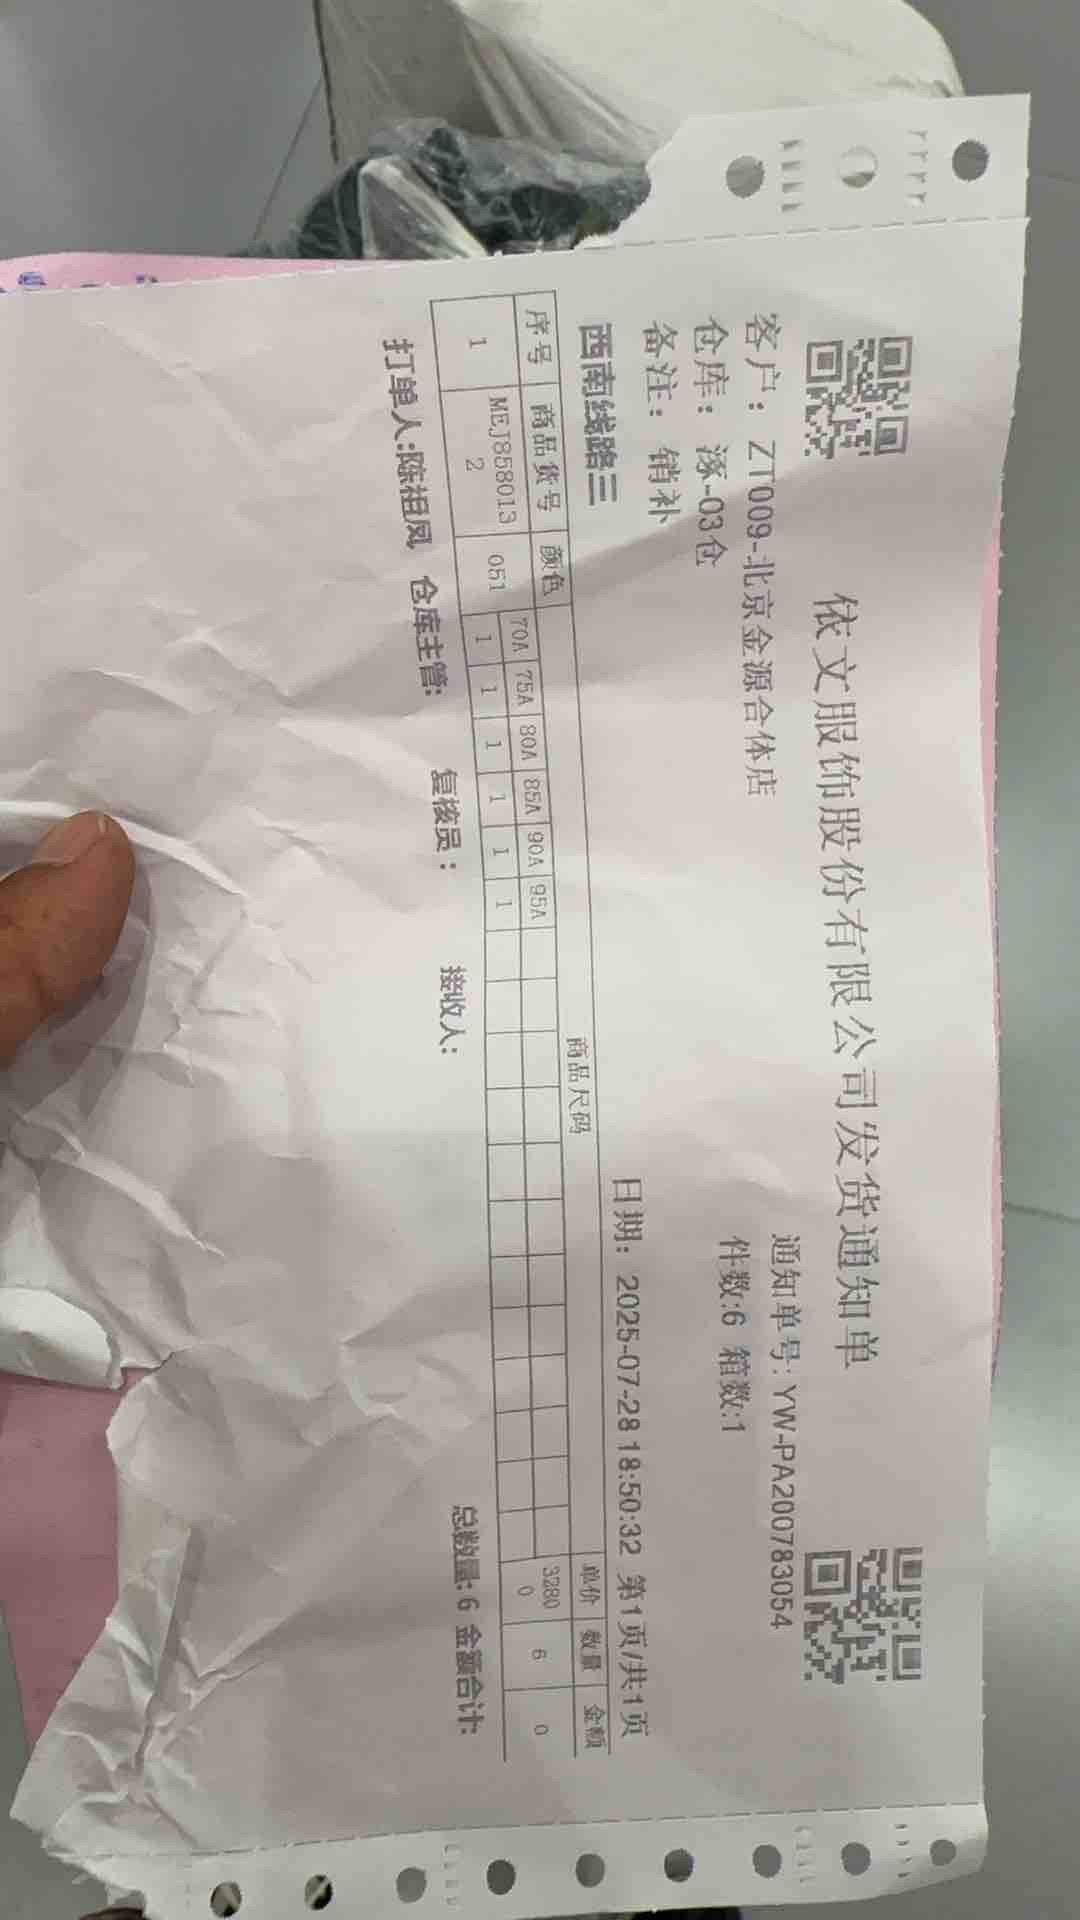 依文服饰股份有限公司发货通知单
客户： ZT009-北京金源合体店 通知单号: YW-PA200783054
仓库： 涿-03仓 件数:6 箱数:1
备注： 销补
西南线路三 日期： 2025-07-28 18:50:32 第1页/共1页
序号 商品货号 颜色 商品尺码 单价 数量 金额
70A 75A 80A 85A 90A 95A
1 MEJ8580132 051 1 1 1 1 1 1 32800 6 0
打单人:陈祖凤 仓库主管: 复核员： 接收人: 总数量: 6 金额合计: